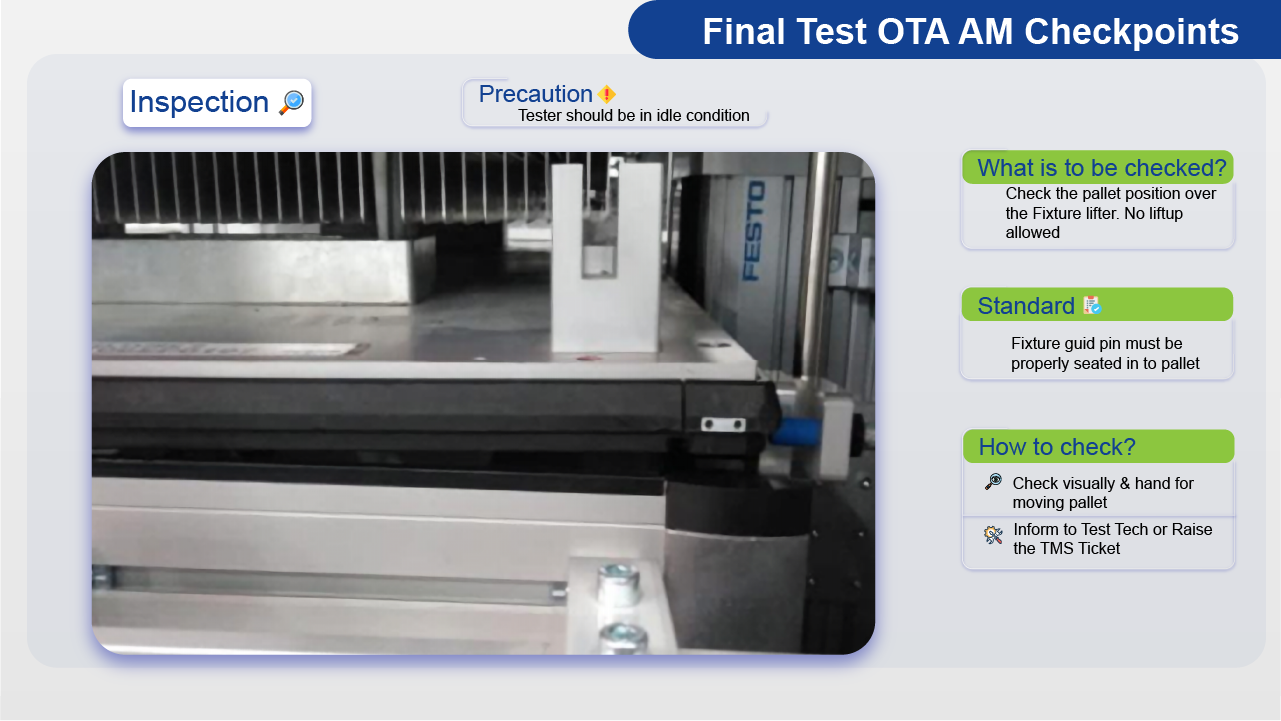 Final Test OTA AM Checkpoints
Inspection
Precaution
Tester should be in idle condition
FESTO
What is to be checked?
Check the pallet position over
the Fixture lifter. No liftup
allowed
Standard
Fixture guid pin must be
properly seated in to pallet
How to check?
Check visually & hand for
moving pallet
Inform to Test Tech or Raise
the TMS Ticket